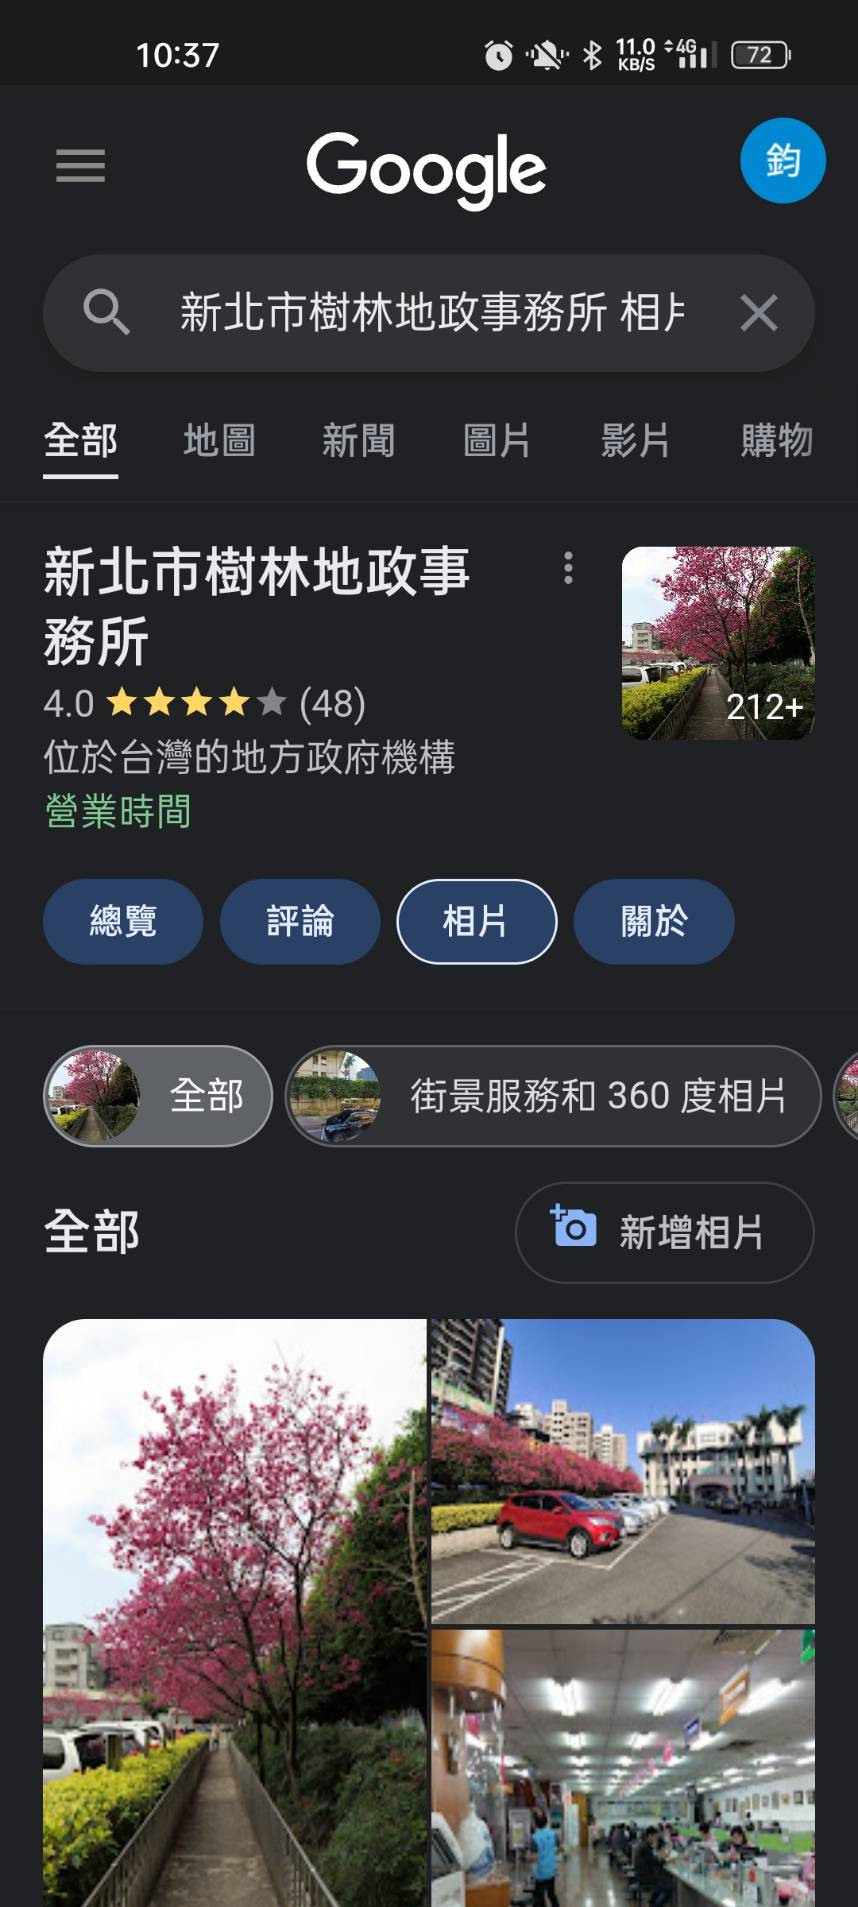 10:37
11.0
KB/S
4G
72
Google
鈞
新北市樹林地政事務所 相片
全部 地圖 新聞 圖片 影片 購物
新北市樹林地政事
務所
4.0 (48)
位於台灣的地方政府機構
營業時間
212+
總覽 評論 相片 關於
全部 街景服務和 360 度相片
全部
新增相片